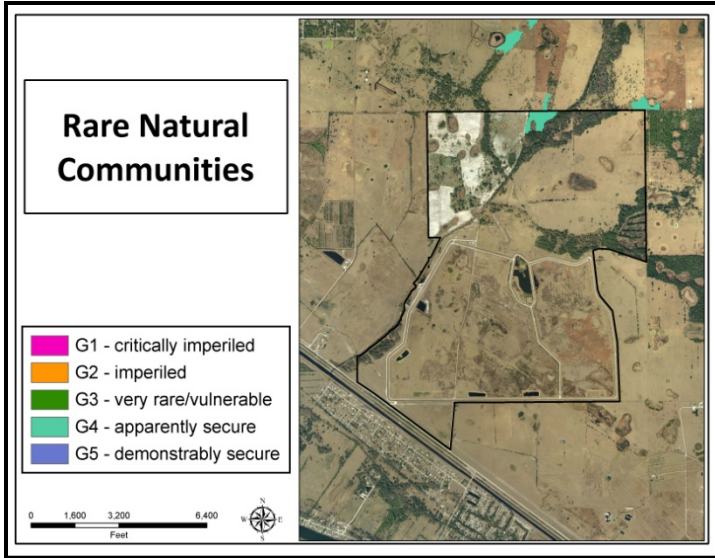 Rare Natural
Communities
G1 - critically imperiled
G2 - imperiled
G3 - very rare/vulnerable
G4 - apparently secure
G5 - demonstrably secure
0 1,600 3,200 6,400
Feet
N
W E
S